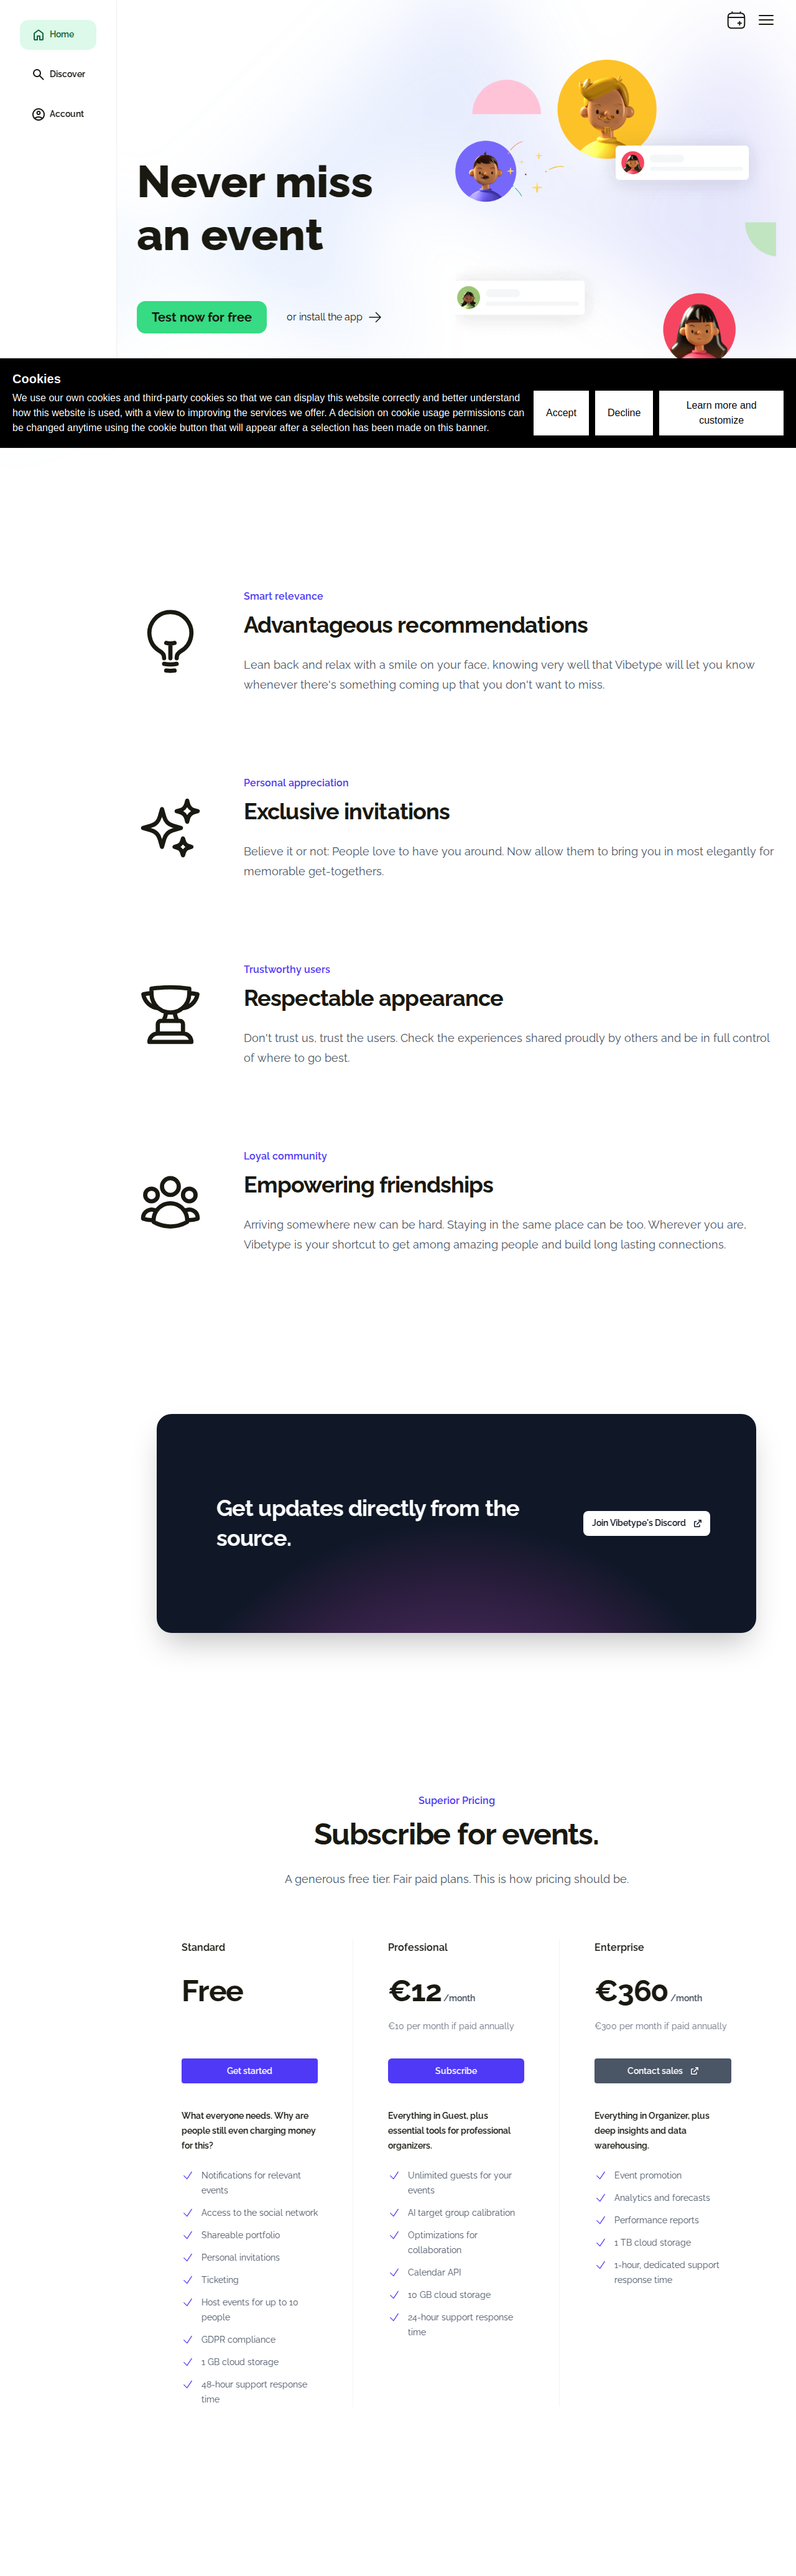 Home
Discover
Account
Never miss
an event
Test now for free
or install the app
Cookies
We use our own cookies and third-party cookies so that we can display this website correctly and better understand
how this website is used, with a view to improving the services we offer. A decision on cookie usage permissions can
be changed anytime using the cookie button that will appear after a selection has been made on this banner.
Accept
Decline
Learn more and
customize
Smart relevance
Advantageous recommendations
Lean back and relax with a smile on your face, knowing very well that Vibetype will let you know
whenever there's something coming up that you don't want to miss.
Personal appreciation
Exclusive invitations
Believe it or not: People love to have you around. Now allow them to bring you in most elegantly for
memorable get-togethers.
Trustworthy users
Respectable appearance
Don't trust us, trust the users. Check the experiences shared proudly by others and be in full control
of where to go best.
Loyal community
Empowering friendships
Arriving somewhere new can be hard. Staying in the same place can be too. Wherever you are,
Vibetype is your shortcut to get among amazing people and build long lasting connections.
Get updates directly from the
source.
Join Vibetype's Discord
Superior Pricing
Subscribe for events.
A generous free tier. Fair paid plans. This is how pricing should be.
Standard
Free
Get started
What everyone needs. Why are
people still even charging money
for this?
Notifications for relevant
events
Access to the social network
Shareable portfolio
Personal invitations
Ticketing
Host events for up to 10
people
GDPR compliance
1 GB cloud storage
48-hour support response
time
Professional
€12 /month
€10 per month if paid annually
Subscribe
Everything in Guest, plus
essential tools for professional
organizers.
Unlimited guests for your
events
AI target group calibration
Optimizations for
collaboration
Calendar API
10 GB cloud storage
24-hour support response
time
Enterprise
€360 /month
€300 per month if paid annually
Contact sales
Everything in Organizer, plus
deep insights and data
warehousing.
Event promotion
Analytics and forecasts
Performance reports
1 TB cloud storage
1-hour, dedicated support
response time